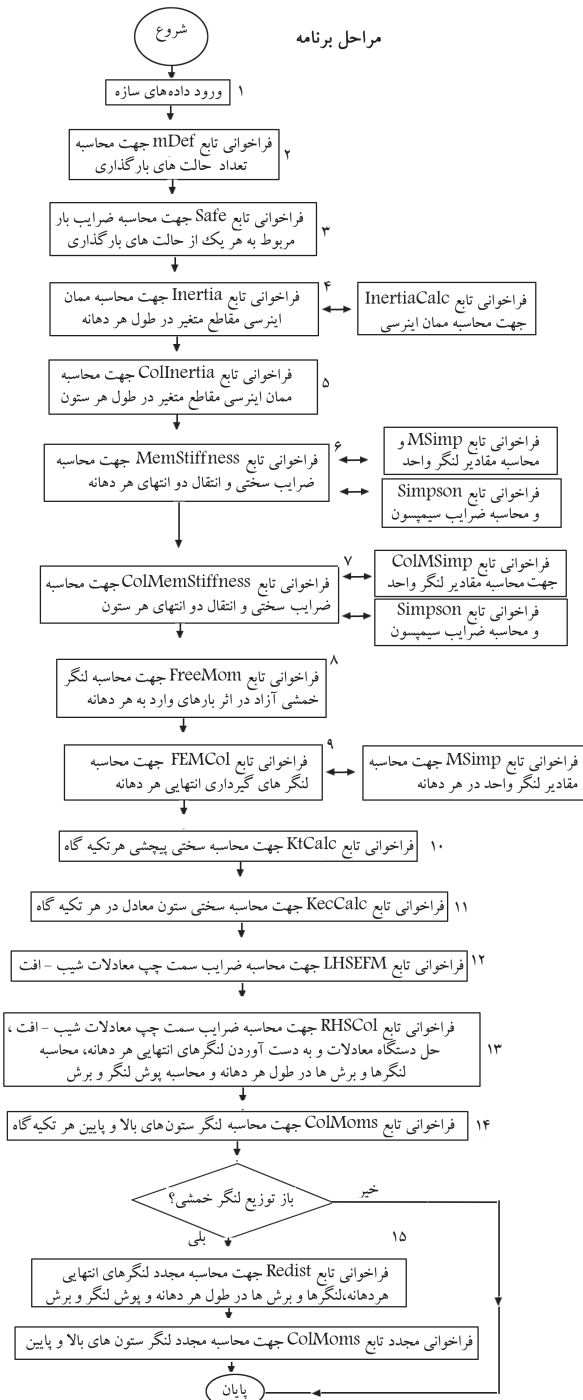 مراحل برنامه
شروع
۱
ورود داده‌های سازه
۲
فراخوانی تابع mDef جهت محاسبه
تعداد حالت های بارگذاری
۳
فراخوانی تابع Safe جهت محاسبه ضرایب بار
مربوط به هر یک از حالت های بارگذاری
۴
فراخوانی تابع Inertia جهت محاسبه ممان
اینرسی مقاطع متغیر در طول هر دهانه
فراخوانی تابع InertiaCalc
جهت محاسبه ممان اینرسی
۵
فراخوانی تابع ColInertia جهت محاسبه
ممان اینرسی مقاطع متغیر در طول هر ستون
۶
فراخوانی تابع MemStiffness جهت محاسبه
ضرایب سختی و انتقال دو انتهای هر دهانه
فراخوانی تابع MSimp و
محاسبه مقادیر لنگر واحد
فراخوانی تابع Simpson
و محاسبه ضرایب سیمپسون
۷
فراخوانی تابع ColMemStiffness جهت محاسبه
ضرایب سختی و انتقال دو انتهای هر ستون
فراخوانی تابع ColMSimp
جهت محاسبه مقادیر لنگر واحد
فراخوانی تابع Simpson
و محاسبه ضرایب سیمپسون
۸
فراخوانی تابع FreeMom جهت محاسبه لنگر
خمشی آزاد در اثر بارهای وارد به هر دهانه
۹
فراخوانی تابع FEMCol جهت محاسبه
لنگر های گیرداری انتهایی هر دهانه
فراخوانی تابع MSimp جهت محاسبه
مقادیر لنگر واحد در هر دهانه
۱۰
فراخوانی تابع KtCalc جهت محاسبه سختی پیچشی هر تکیه گاه
۱۱
فراخوانی تابع KecCalc جهت محاسبه سختی ستون معادل در هر تکیه گاه
۱۲
فراخوانی تابع LHSEFM جهت محاسبه ضرایب سمت چپ معادلات شیب – افت
۱۳
فراخوانی تابع RHSCol جهت محاسبه ضرایب سمت چپ معادلات شیب – افت ،
حل دستگاه معادلات و به دست آوردن لنگرهای انتهایی هر دهانه، محاسبه
لنگرها و برش ها در طول هر دهانه و محاسبه پوش لنگر و برش
۱۴
فراخوانی تابع ColMoms جهت محاسبه لنگر ستون‌های بالا و پایین هر تکیه گاه
باز توزیع لنگر خمشی؟
خیر
بلی
۱۵
فراخوانی تابع Redist جهت محاسبه مجدد لنگرهای انتهایی
هردهانه،لنگرها و برش ها در طول هر دهانه و پوش لنگر و برش
فراخوانی مجدد تابع ColMoms جهت محاسبه مجدد لنگر ستون های بالا و پایین
پایان